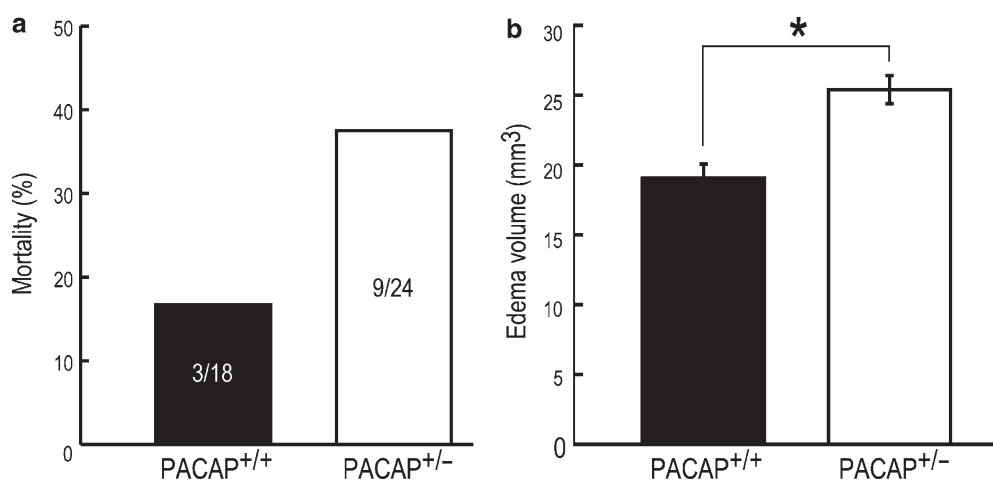 a
50
40
30
20
10
0
Mortality (%)
3/18
9/24
PACAP+/+
PACAP+/–
b
30
25
20
15
10
5
0
Edema volume (mm3)
*
PACAP+/+
PACAP+/–